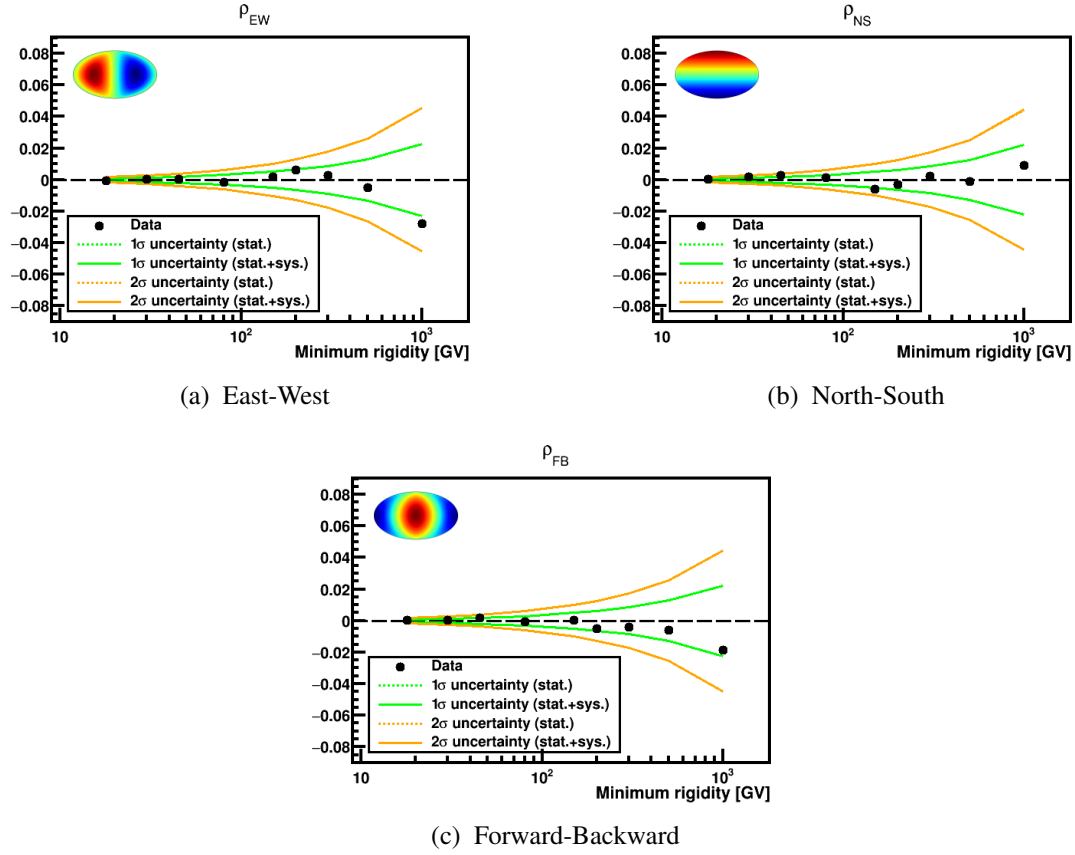 ρ_EW
0.08
0.06
0.04
0.02
0
−0.02
−0.04
−0.06
−0.08
Data
1σ uncertainty (stat.)
1σ uncertainty (stat.+sys.)
2σ uncertainty (stat.)
2σ uncertainty (stat.+sys.)
10 10² 10³
Minimum rigidity [GV]
(a) East-West
ρ_NS
0.08
0.06
0.04
0.02
0
−0.02
−0.04
−0.06
−0.08
Data
1σ uncertainty (stat.)
1σ uncertainty (stat.+sys.)
2σ uncertainty (stat.)
2σ uncertainty (stat.+sys.)
10 10² 10³
Minimum rigidity [GV]
(b) North-South
ρ_FB
0.08
0.06
0.04
0.02
0
−0.02
−0.04
−0.06
−0.08
Data
1σ uncertainty (stat.)
1σ uncertainty (stat.+sys.)
2σ uncertainty (stat.)
2σ uncertainty (stat.+sys.)
10 10² 10³
Minimum rigidity [GV]
(c) Forward-Backward